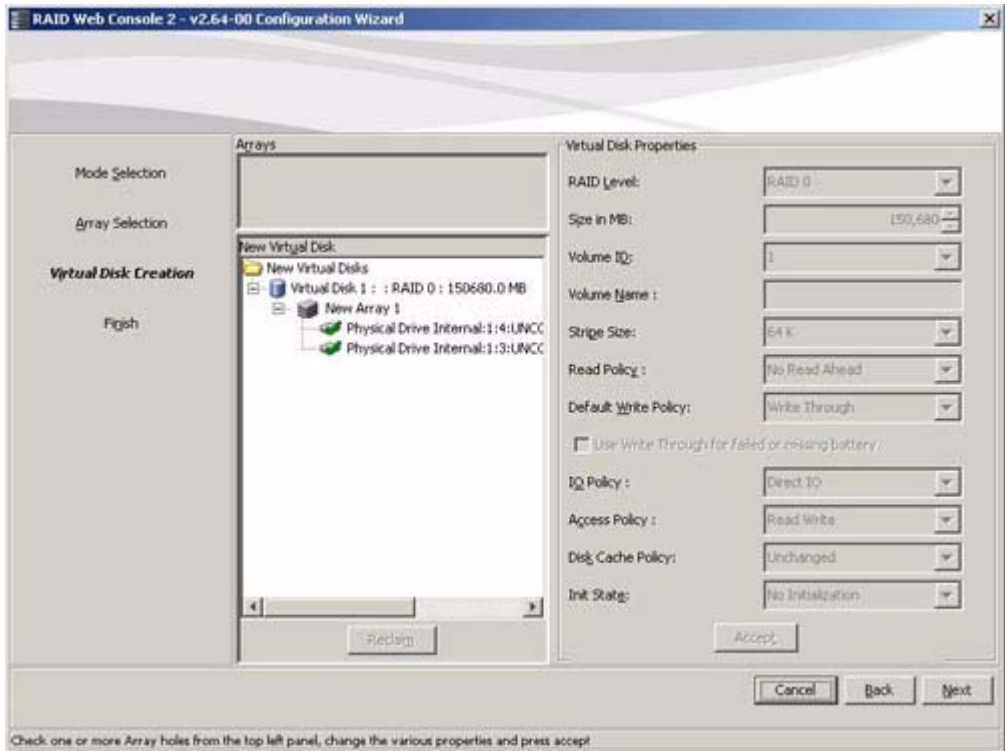 RAID Web Console 2 - v2.64-00 Configuration Wizard
Mode Selection
Array Selection
Virtual Disk Creation
Finish
Arrays
New Virtual Disk
New Virtual Disks
Virtual Disk 1 : : RAID 0 : 150680.0 MB
New Array 1
Physical Drive Internal:1:4:UNCO
Physical Drive Internal:1:3:UNCO
Reclaim
Virtual Disk Properties
RAID Level: RAID 0
Size in MB: 150,680
Volume ID: 1
Volume Name :
Stripe Size: 64 K
Read Policy : No Read Ahead
Default Write Policy: Write Through
Use Write Through for failed or missing battery.
IO Policy : Direct IO
Access Policy : Read Write
Disk Cache Policy: Unchanged
Init State: No Initialization
Accept
Cancel
Back
Next
Check one or more Array holes from the top left panel, change the various properties and press accept